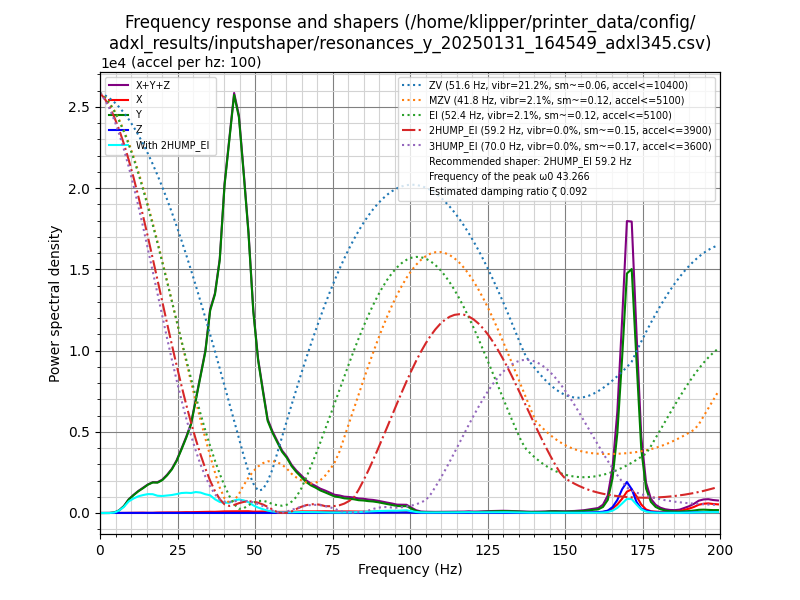 Frequency response and shapers (/home/klipper/printer_data/config/
adxl_results/inputshaper/resonances_y_20250131_164549_adxl345.csv)
1e4 (accel per hz: 100)
X+Y+Z
X
Y
Z
With 2HUMP_EI
ZV (51.6 Hz, vibr=21.2%, sm~=0.06, accel<=10400)
MZV (41.8 Hz, vibr=2.1%, sm~=0.12, accel<=5100)
EI (52.4 Hz, vibr=2.1%, sm~=0.12, accel<=5100)
2HUMP_EI (59.2 Hz, vibr=0.0%, sm~=0.15, accel<=3900)
3HUMP_EI (70.0 Hz, vibr=0.0%, sm~=0.17, accel<=3600)
Recommended shaper: 2HUMP_EI 59.2 Hz
Frequency of the peak ω0 43.266
Estimated damping ratio ζ 0.092
Power spectral density
2.5
2.0
1.5
1.0
0.5
0.0
0 25 50 75 100 125 150 175 200
Frequency (Hz)